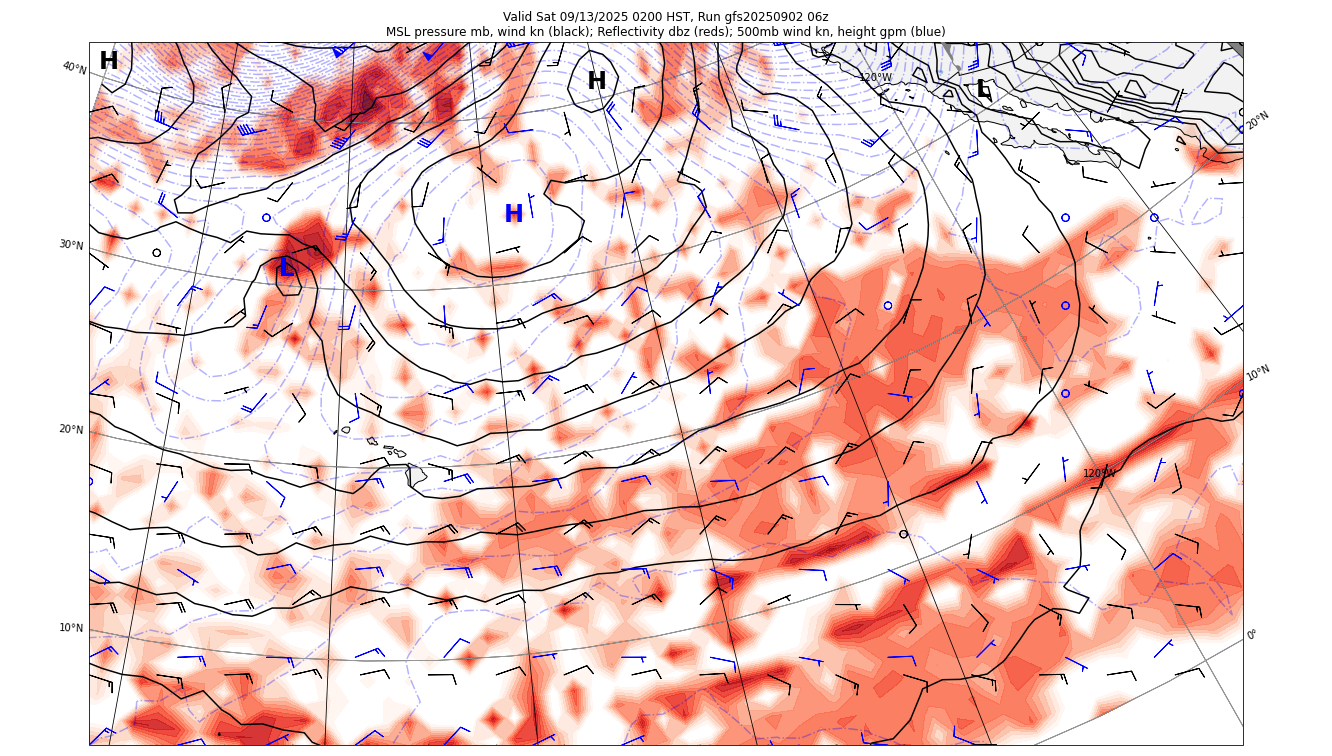 Valid Sat 09/13/2025 0200 HST, Run gfs20250902 06z
MSL pressure mb, wind kn (black); Reflectivity dbz (reds); 500mb wind kn, height gpm (blue)
H
40°N
H
120°W
L
20°N
H
30°N
L
10°N
20°N
120°W
10°N
0°